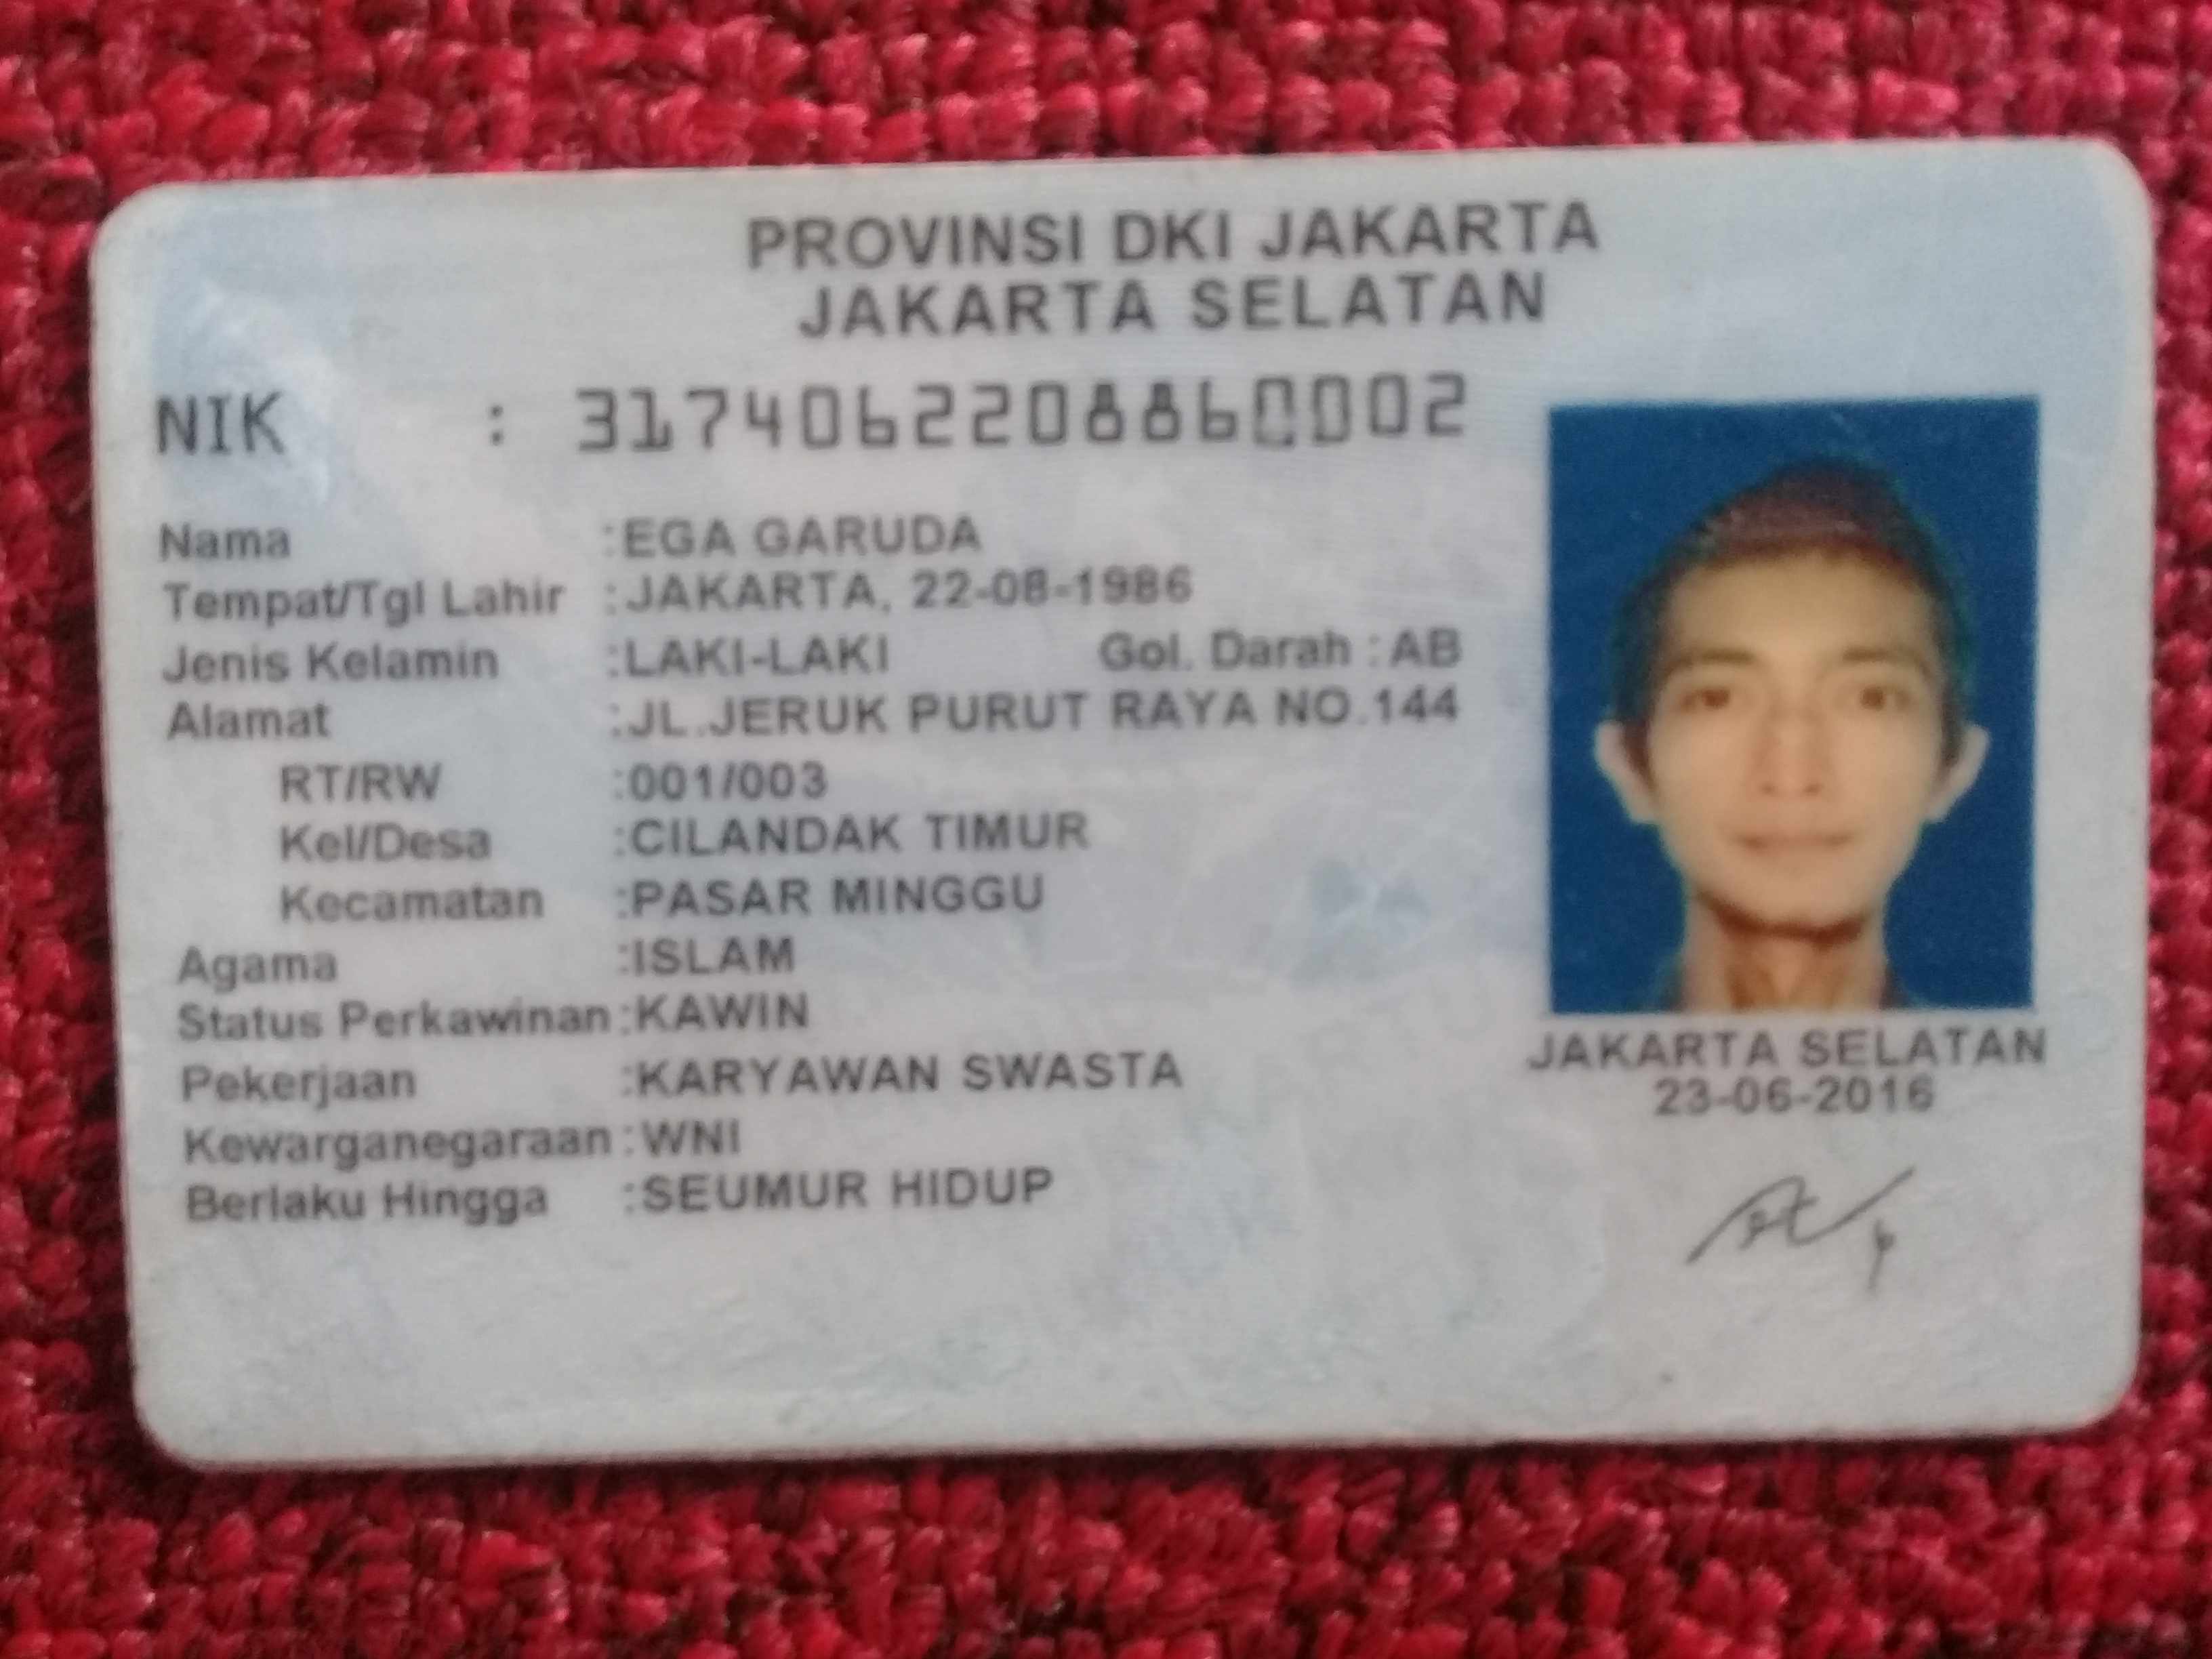 PROVINSI DKI JAKARTA
JAKARTA SELATAN
NIK : 3174062208860002
Nama :EGA GARUDA
Tempat/Tgl Lahir :JAKARTA, 22-08-1986
Jenis Kelamin :LAKI-LAKI Gol. Darah :AB
Alamat :JL.JERUK PURUT RAYA NO.144
RT/RW :001/003
Kel/Desa :CILANDAK TIMUR
Kecamatan :PASAR MINGGU
Agama :ISLAM
Status Perkawinan:KAWIN
Pekerjaan :KARYAWAN SWASTA
Kewarganegaraan:WNI
Berlaku Hingga :SEUMUR HIDUP
JAKARTA SELATAN
23-06-2016